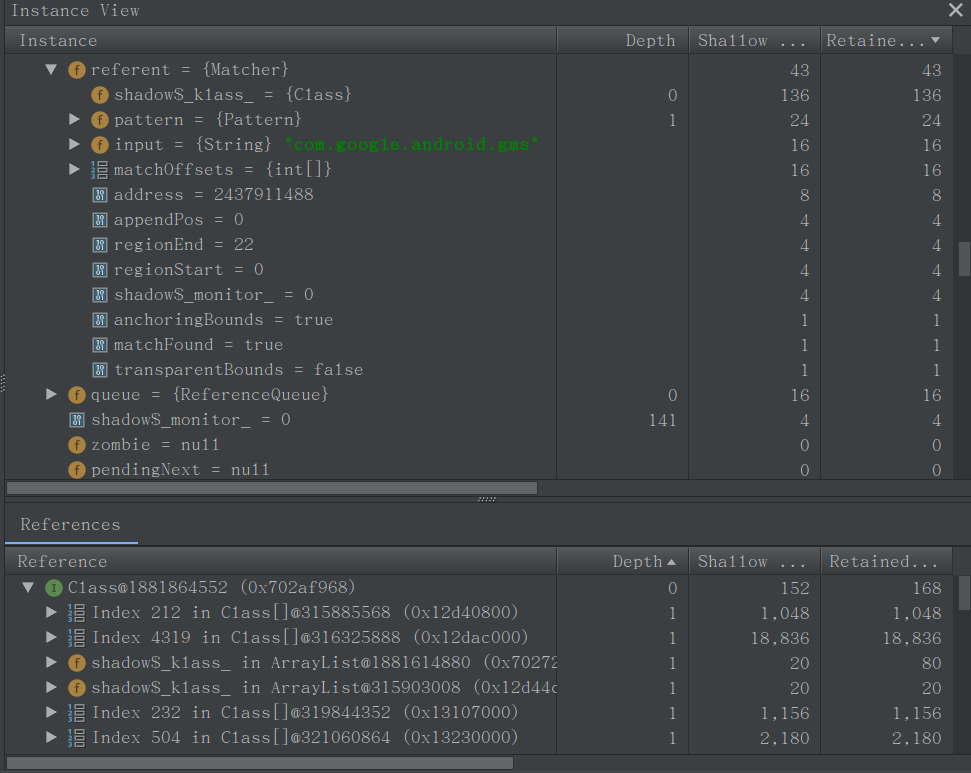 Instance View
Instance Depth Shallow ... Retaine...
referent = {Matcher} 43 43
shadow$_klass_ = {Class} 0 136 136
pattern = {Pattern} 1 24 24
input = {String} "com.google.android.gms" 16 16
matchOffsets = {int[]} 16 16
address = 2437911488 8 8
appendPos = 0 4 4
regionEnd = 22 4 4
regionStart = 0 4 4
shadow$_monitor_ = 0 4 4
anchoringBounds = true 1 1
matchFound = true 1 1
transparentBounds = false 1 1
queue = {ReferenceQueue} 0 16 16
shadow$_monitor_ = 0 141 4 4
zombie = null 0 0
pendingNext = null 0 0
References
Reference Depth Shallow ... Retained...
Class@1881864552 (0x702af968) 0 152 168
Index 212 in Class[]@315885568 (0x12d40800) 1 1,048 1,048
Index 4319 in Class[]@316325888 (0x12dac000) 1 18,836 18,836
shadow$_klass_ in ArrayList@1881614880 (0x70272 1 20 80
shadow$_klass_ in ArrayList@315903008 (0x12d44c 1 20 20
Index 232 in Class[]@319844352 (0x13107000) 1 1,156 1,156
Index 504 in Class[]@321060864 (0x13230000) 1 2,180 2,180